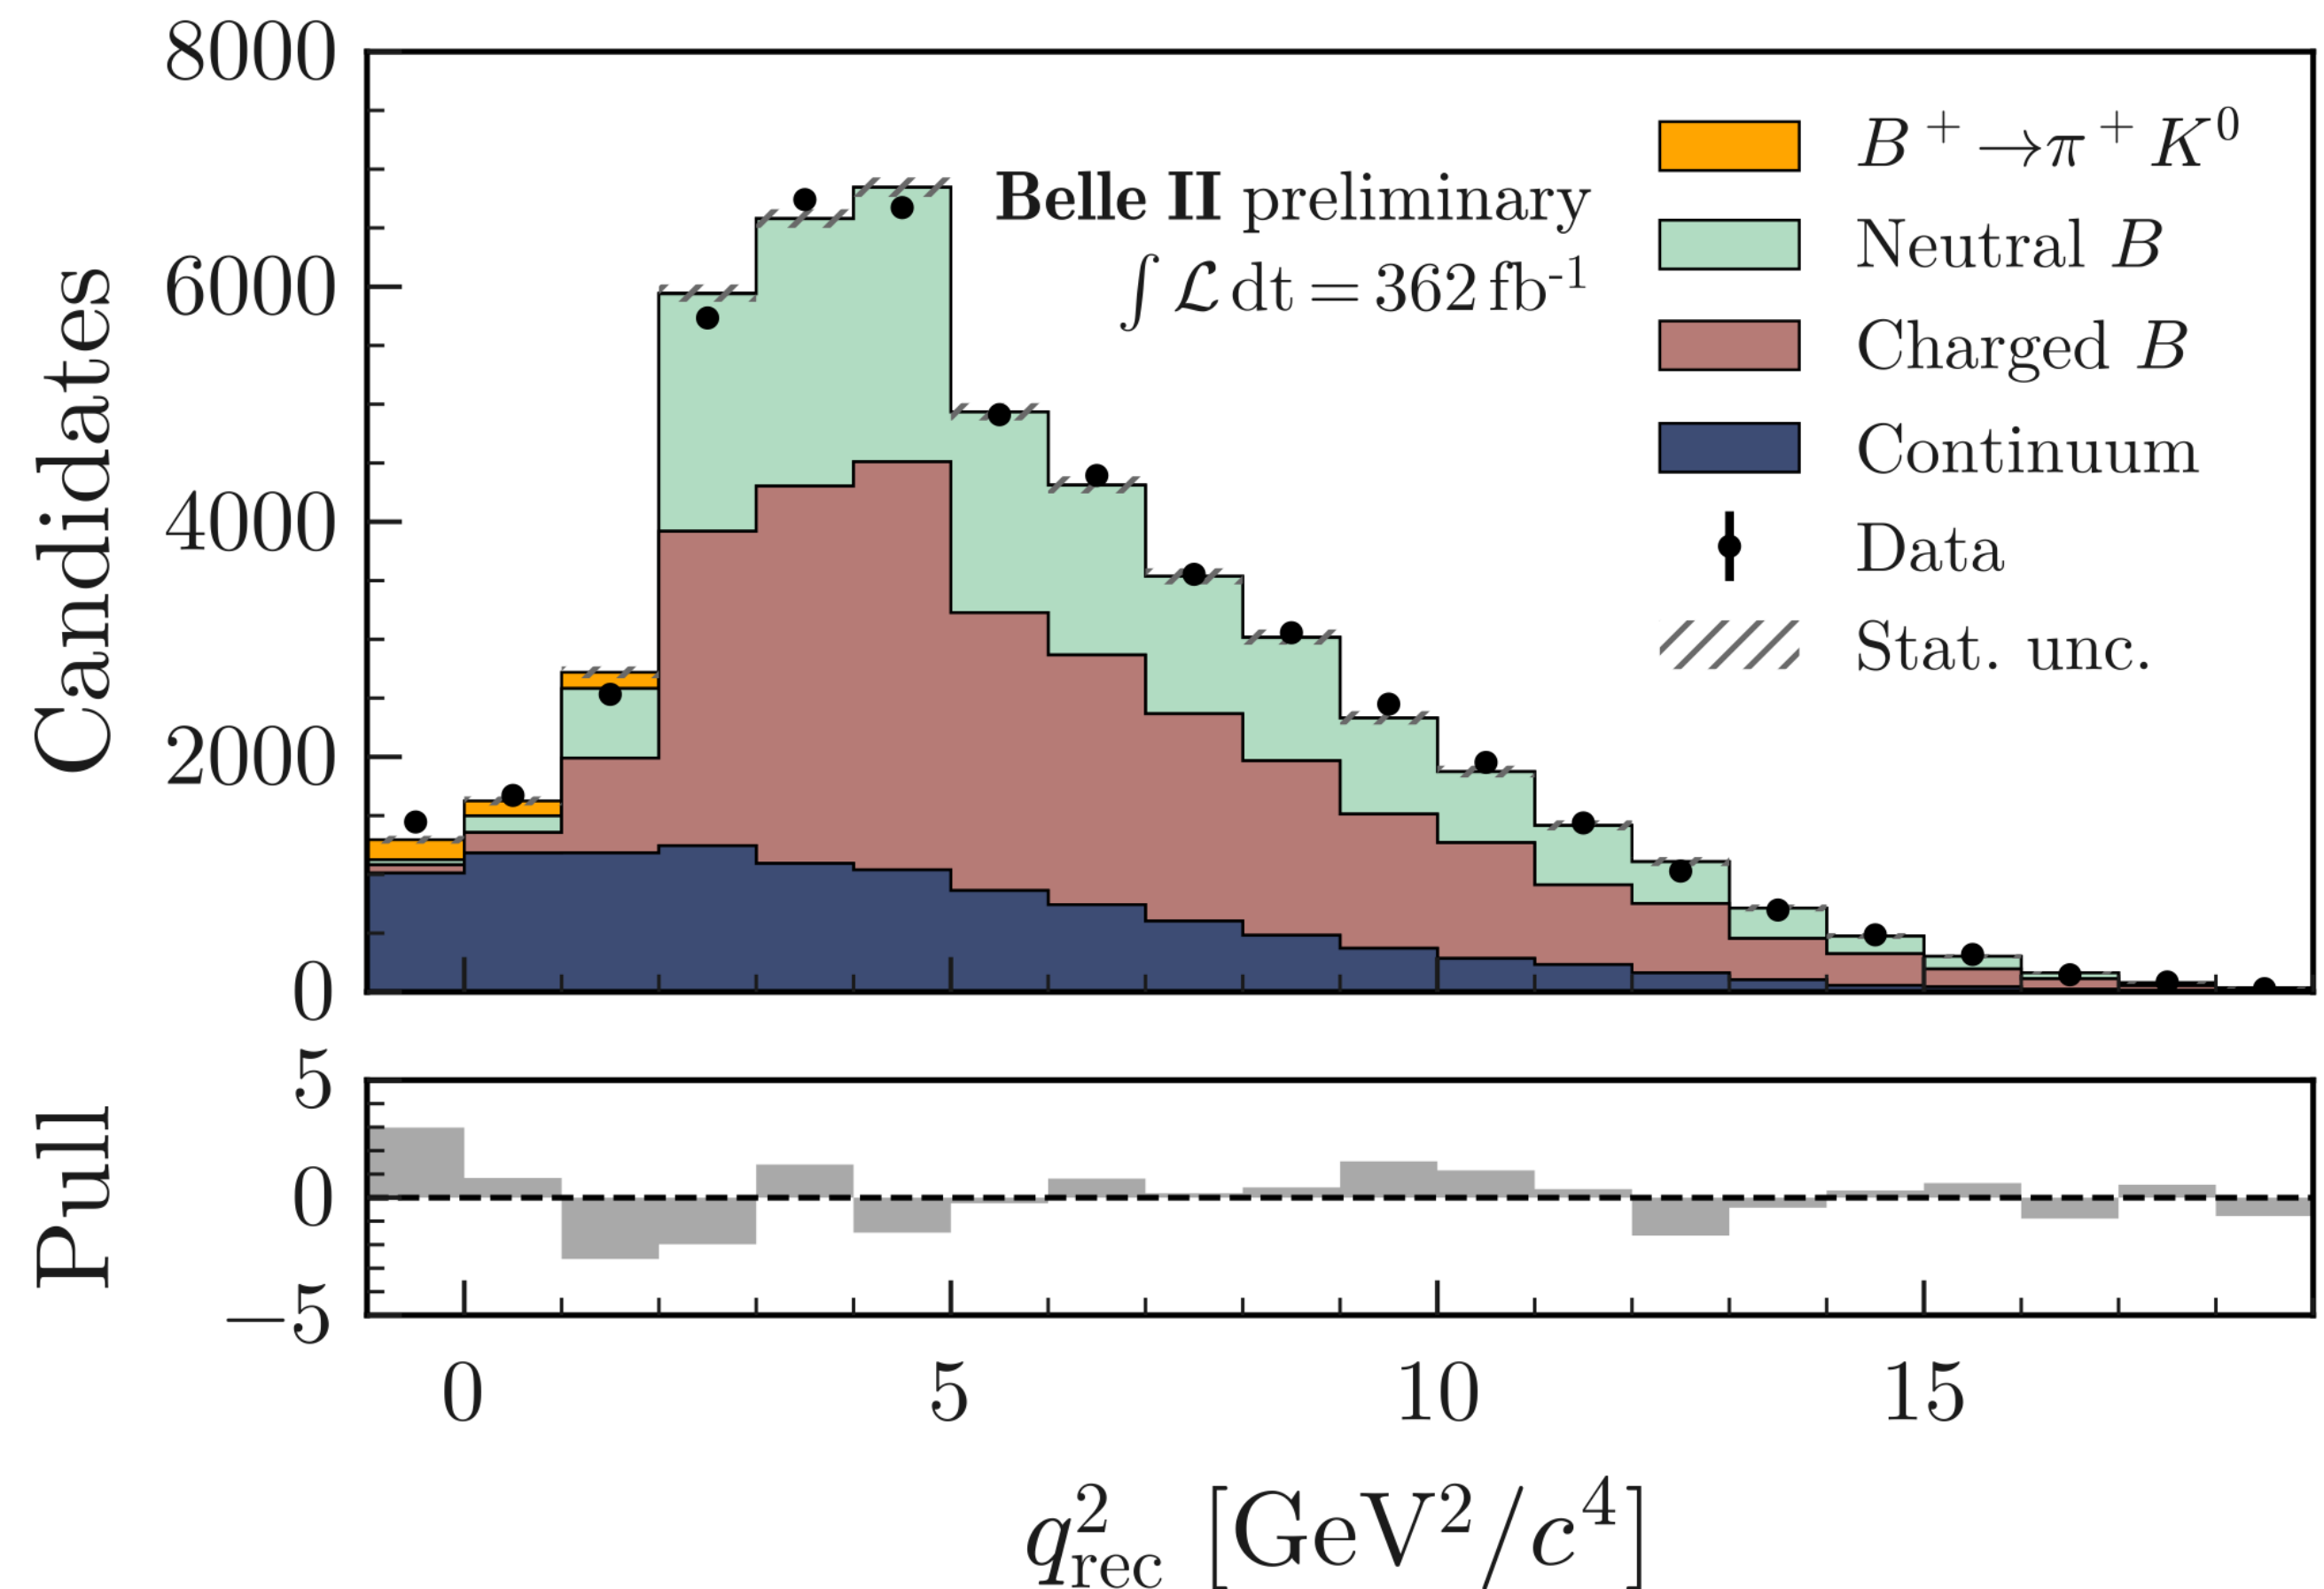 8000
6000
4000
2000
0
Candidates
Belle II preliminary
∫ ℒ dt = 362 fb⁻¹
B⁺ → π⁺ K⁰
Neutral B
Charged B
Continuum
Data
Stat. unc.
5
0
−5
Pull
0 5 10 15
q²rec [GeV²/c⁴]